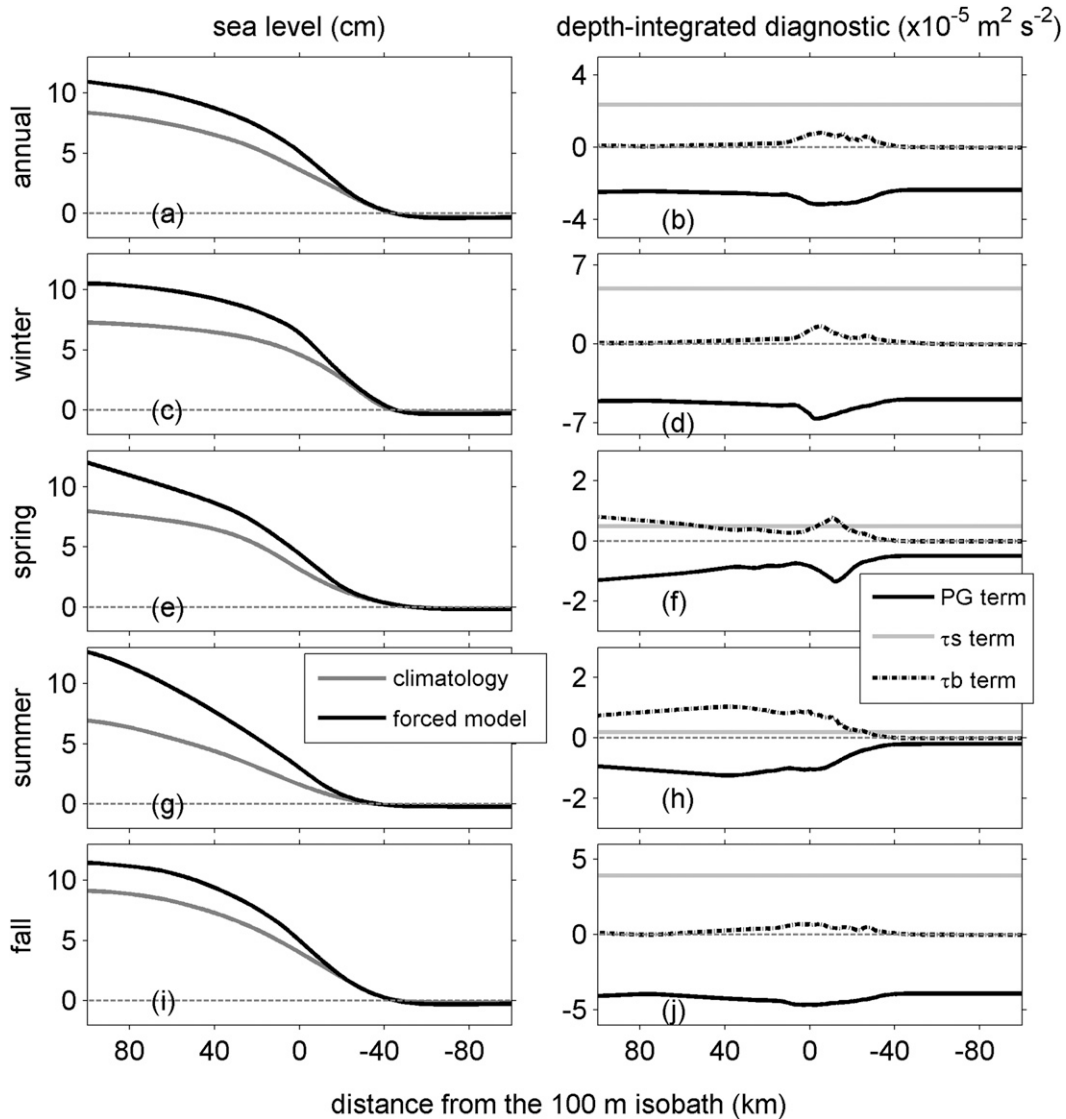 sea level (cm)
depth-integrated diagnostic (x10⁻⁵ m² s⁻²)
annual
10
5
0
(a)
4
0
-4
(b)
winter
10
5
0
(c)
7
0
-7
(d)
spring
10
5
0
(e)
2
0
-2
(f)
PG term
τs term
τb term
summer
10
5
0
(g)
climatology
forced model
2
0
-2
(h)
fall
10
5
0
(i)
5
0
-5
(j)
80 40 0 -40 -80
80 40 0 -40 -80
distance from the 100 m isobath (km)